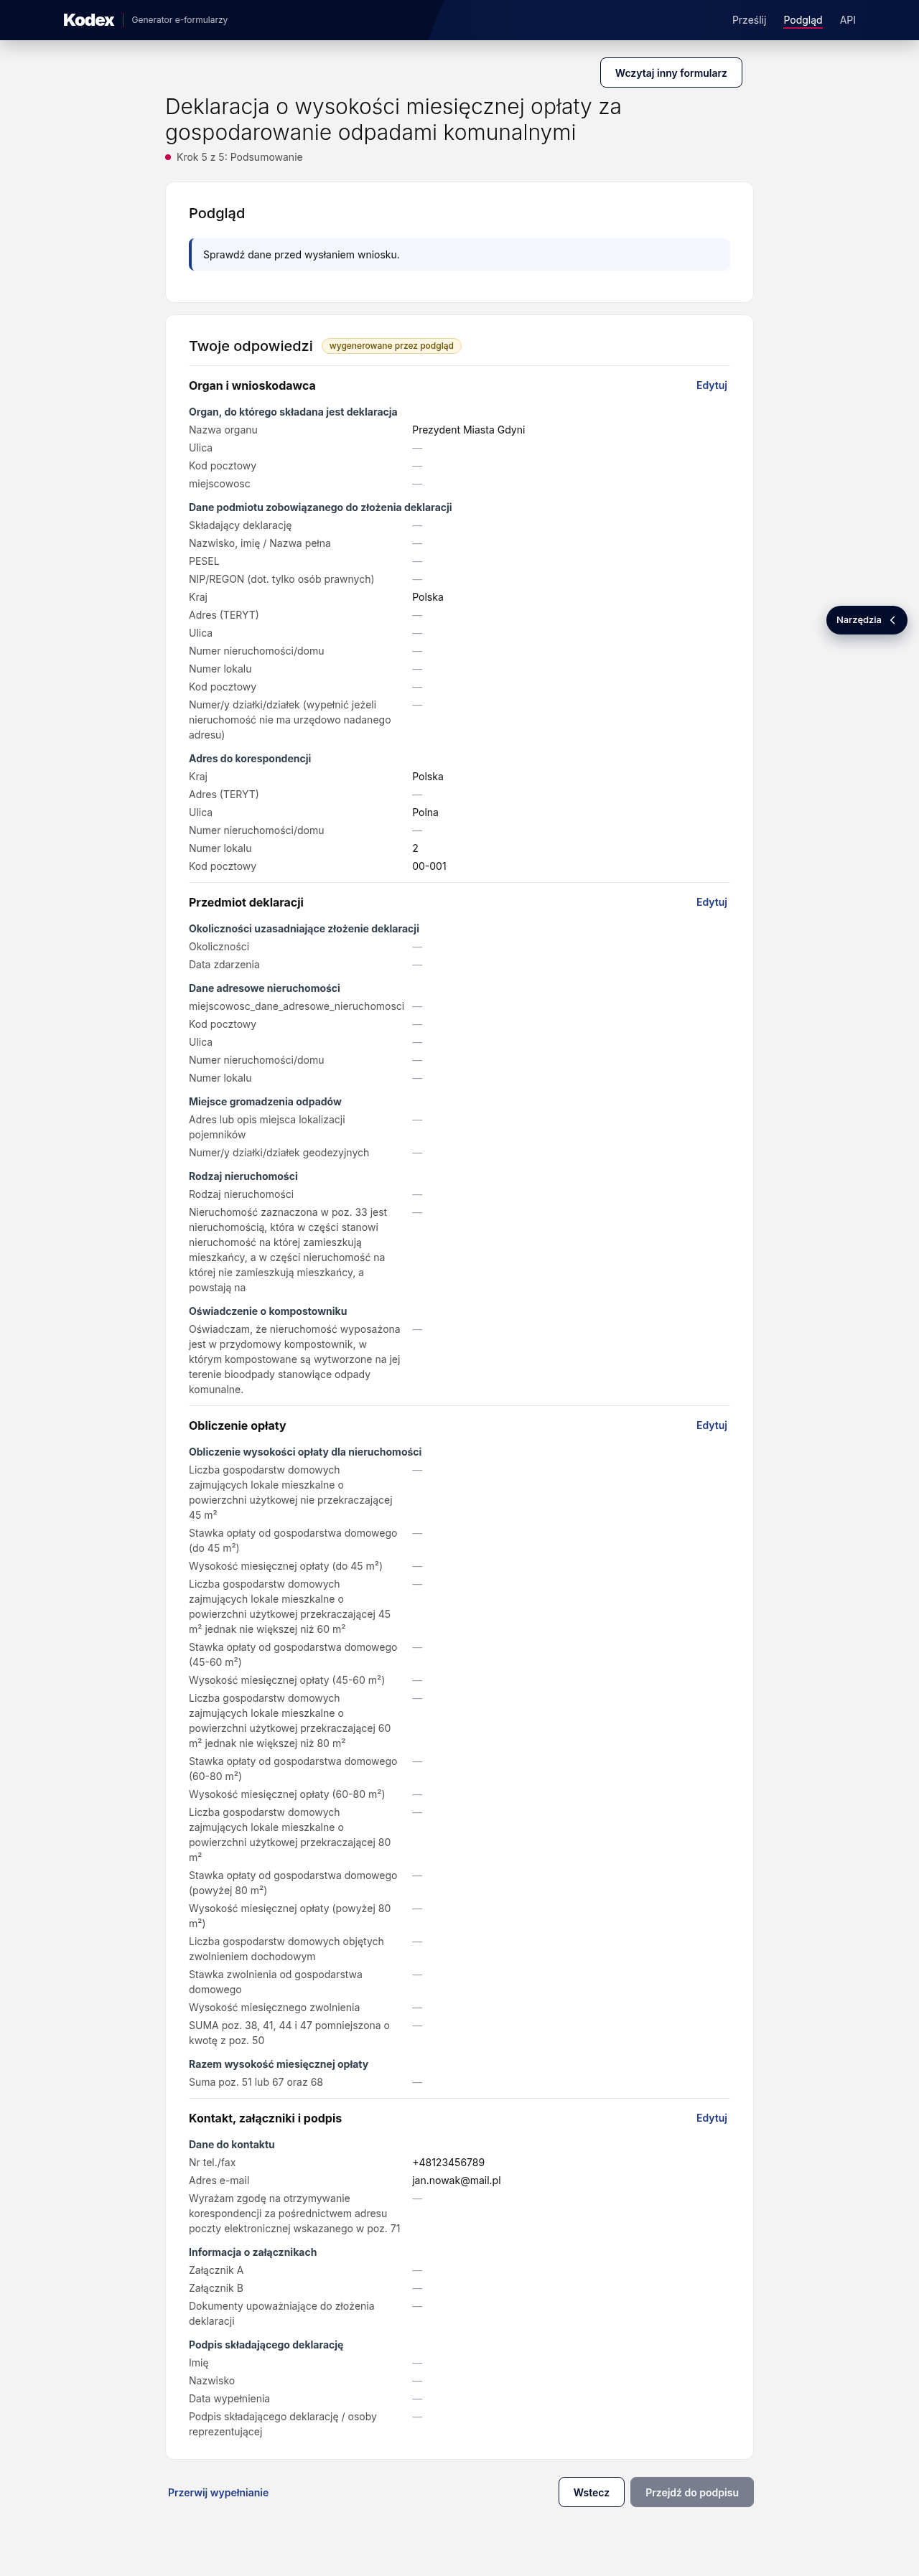 Kodex
Generator e-formularzy
Prześlij
Podgląd
API
Wczytaj inny formularz
Deklaracja o wysokości miesięcznej opłaty za
gospodarowanie odpadami komunalnymi
Krok 5 z 5: Podsumowanie
Podgląd
Sprawdź dane przed wysłaniem wniosku.
Twoje odpowiedzi
wygenerowane przez podgląd
Organ i wnioskodawca
Edytuj
Organ, do którego składana jest deklaracja
Nazwa organu
Prezydent Miasta Gdyni
Ulica
—
Kod pocztowy
—
miejscowosc
—
Dane podmiotu zobowiązanego do złożenia deklaracji
Składający deklarację
—
Nazwisko, imię / Nazwa pełna
—
PESEL
—
NIP/REGON (dot. tylko osób prawnych)
—
Kraj
Polska
Adres (TERYT)
—
Ulica
—
Numer nieruchomości/domu
—
Numer lokalu
—
Kod pocztowy
—
Numer/y działki/działek (wypełnić jeżeli
nieruchomość nie ma urzędowo nadanego
adresu)
—
Narzędzia
Adres do korespondencji
Kraj
Polska
Adres (TERYT)
—
Ulica
Polna
Numer nieruchomości/domu
—
Numer lokalu
2
Kod pocztowy
00-001
Przedmiot deklaracji
Edytuj
Okoliczności uzasadniające złożenie deklaracji
Okoliczności
—
Data zdarzenia
—
Dane adresowe nieruchomości
miejscowosc_dane_adresowe_nieruchomosci
—
Kod pocztowy
—
Ulica
—
Numer nieruchomości/domu
—
Numer lokalu
—
Miejsce gromadzenia odpadów
Adres lub opis miejsca lokalizacji
pojemników
—
Numer/y działki/działek geodezyjnych
—
Rodzaj nieruchomości
Rodzaj nieruchomości
—
Nieruchomość zaznaczona w poz. 33 jest
nieruchomością, która w części stanowi
nieruchomość na której zamieszkują
mieszkańcy, a w części nieruchomość na
której nie zamieszkują mieszkańcy, a
powstają na
—
Oświadczenie o kompostowniku
Oświadczam, że nieruchomość wyposażona
jest w przydomowy kompostownik, w
którym kompostowane są wytworzone na jej
terenie bioodpady stanowiące odpady
komunalne.
—
Obliczenie opłaty
Edytuj
Obliczenie wysokości opłaty dla nieruchomości
Liczba gospodarstw domowych
zajmujących lokale mieszkalne o
powierzchni użytkowej nie przekraczającej
45 m²
—
Stawka opłaty od gospodarstwa domowego
(do 45 m²)
—
Wysokość miesięcznej opłaty (do 45 m²)
—
Liczba gospodarstw domowych
zajmujących lokale mieszkalne o
powierzchni użytkowej przekraczającej 45
m² jednak nie większej niż 60 m²
—
Stawka opłaty od gospodarstwa domowego
(45-60 m²)
—
Wysokość miesięcznej opłaty (45-60 m²)
—
Liczba gospodarstw domowych
zajmujących lokale mieszkalne o
powierzchni użytkowej przekraczającej 60
m² jednak nie większej niż 80 m²
—
Stawka opłaty od gospodarstwa domowego
(60-80 m²)
—
Wysokość miesięcznej opłaty (60-80 m²)
—
Liczba gospodarstw domowych
zajmujących lokale mieszkalne o
powierzchni użytkowej przekraczającej 80
m²
—
Stawka opłaty od gospodarstwa domowego
(powyżej 80 m²)
—
Wysokość miesięcznej opłaty (powyżej 80
m²)
—
Liczba gospodarstw domowych objętych
zwolnieniem dochodowym
—
Stawka zwolnienia od gospodarstwa
domowego
—
Wysokość miesięcznego zwolnienia
—
SUMA poz. 38, 41, 44 i 47 pomniejszona o
kwotę z poz. 50
—
Razem wysokość miesięcznej opłaty
Suma poz. 51 lub 67 oraz 68
—
Kontakt, załączniki i podpis
Edytuj
Dane do kontaktu
Nr tel./fax
+48123456789
Adres e-mail
jan.nowak@mail.pl
Wyrażam zgodę na otrzymywanie
korespondencji za pośrednictwem adresu
poczty elektronicznej wskazanego w poz. 71
—
Informacja o załącznikach
Załącznik A
—
Załącznik B
—
Dokumenty upoważniające do złożenia
deklaracji
—
Podpis składającego deklarację
Imię
—
Nazwisko
—
Data wypełnienia
—
Podpis składającego deklarację / osoby
reprezentującej
—
Przerwij wypełnianie
Wstecz
Przejdź do podpisu